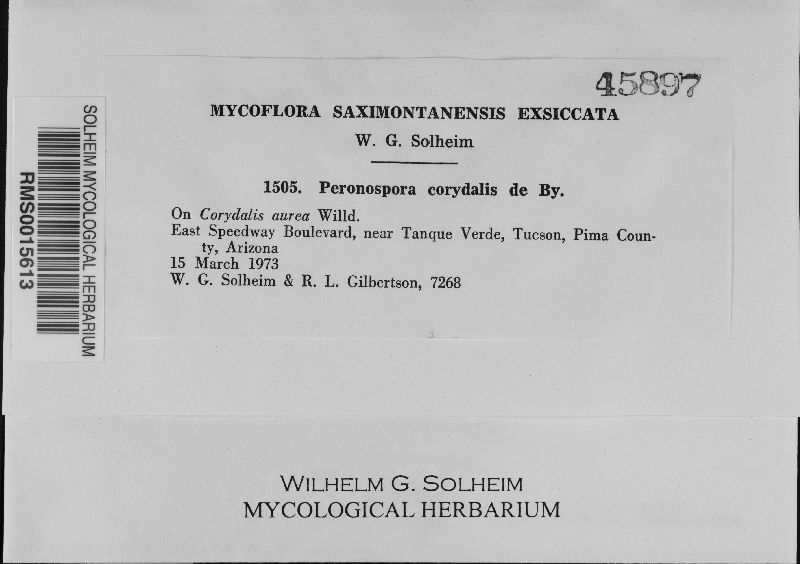 45897
MYCOFLORA SAXIMONTANENSIS EXSICCATA
W. G. Solheim
1505. Peronospora corydalis de By.
On Corydalis aurea Willd.
East Speedway Boulevard, near Tanque Verde, Tucson, Pima Coun-
ty, Arizona
15 March 1973
W. G. Solheim & R. L. Gilbertson, 7268
SOLHEIM MYCOLOGICAL HERBARIUM
RMS0015613
WILHELM G. SOLHEIM
MYCOLOGICAL HERBARIUM